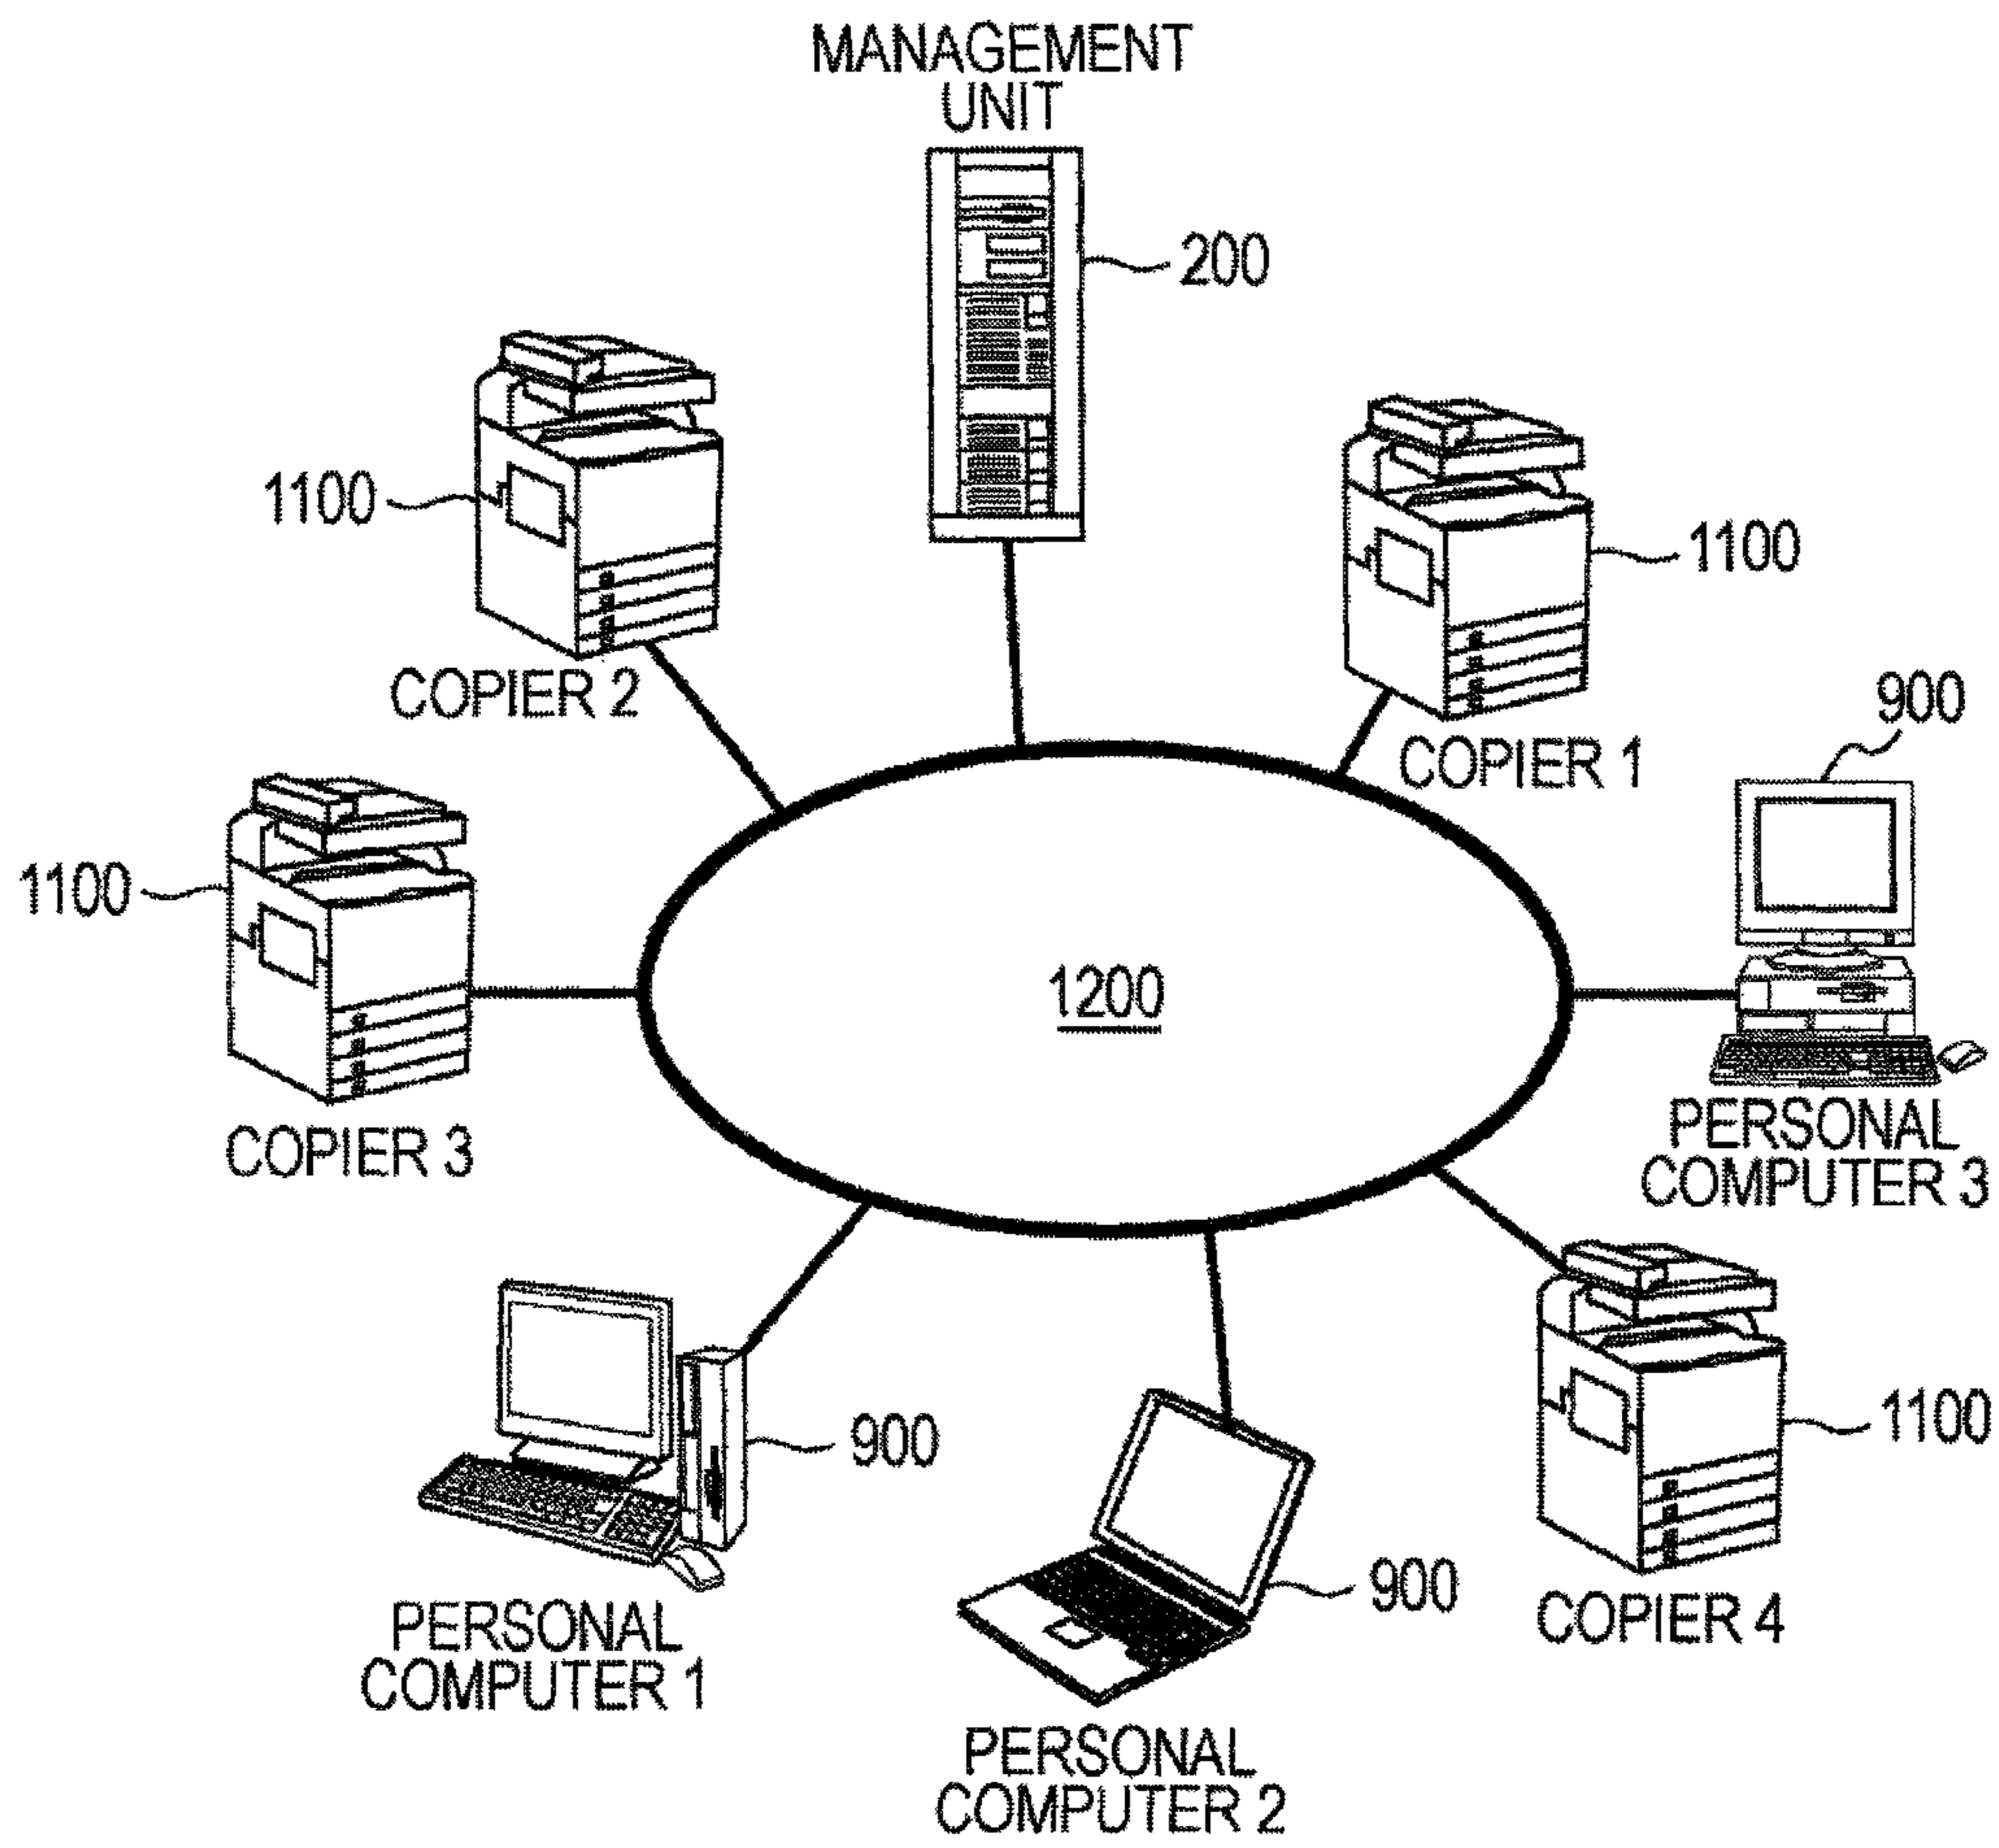 MANAGEMENT
UNIT
200
1100
1100
COPIER 2
900
COPIER 1
1100
1200
PERSONAL
COMPUTER 3
COPIER 3
1100
900
900
COPIER 4
PERSONAL
COMPUTER 1
PERSONAL
COMPUTER 2